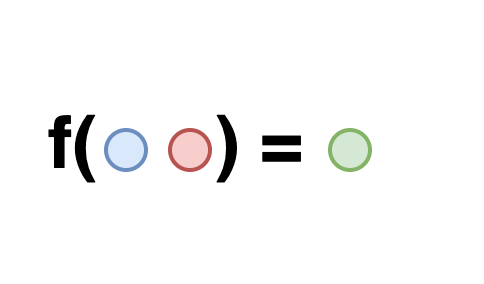 f( ) =